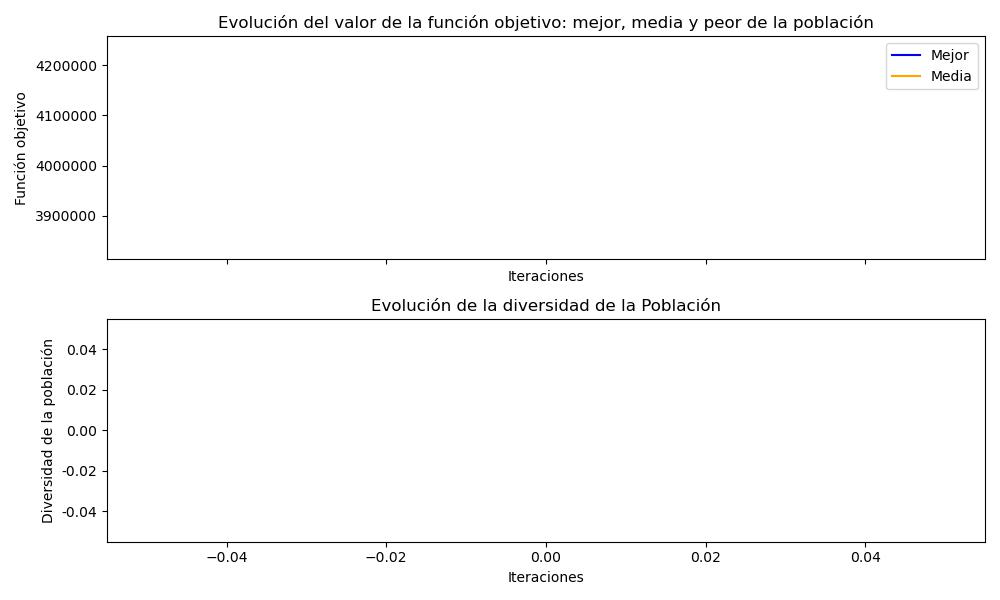 Evolución del valor de la función objetivo: mejor, media y peor de la población
Mejor
Media
4200000
4100000
4000000
3900000
Función objetivo
Iteraciones
Evolución de la diversidad de la Población
0.04
0.02
0.00
-0.02
-0.04
Diversidad de la población
−0.04
−0.02
0.00
0.02
0.04
Iteraciones